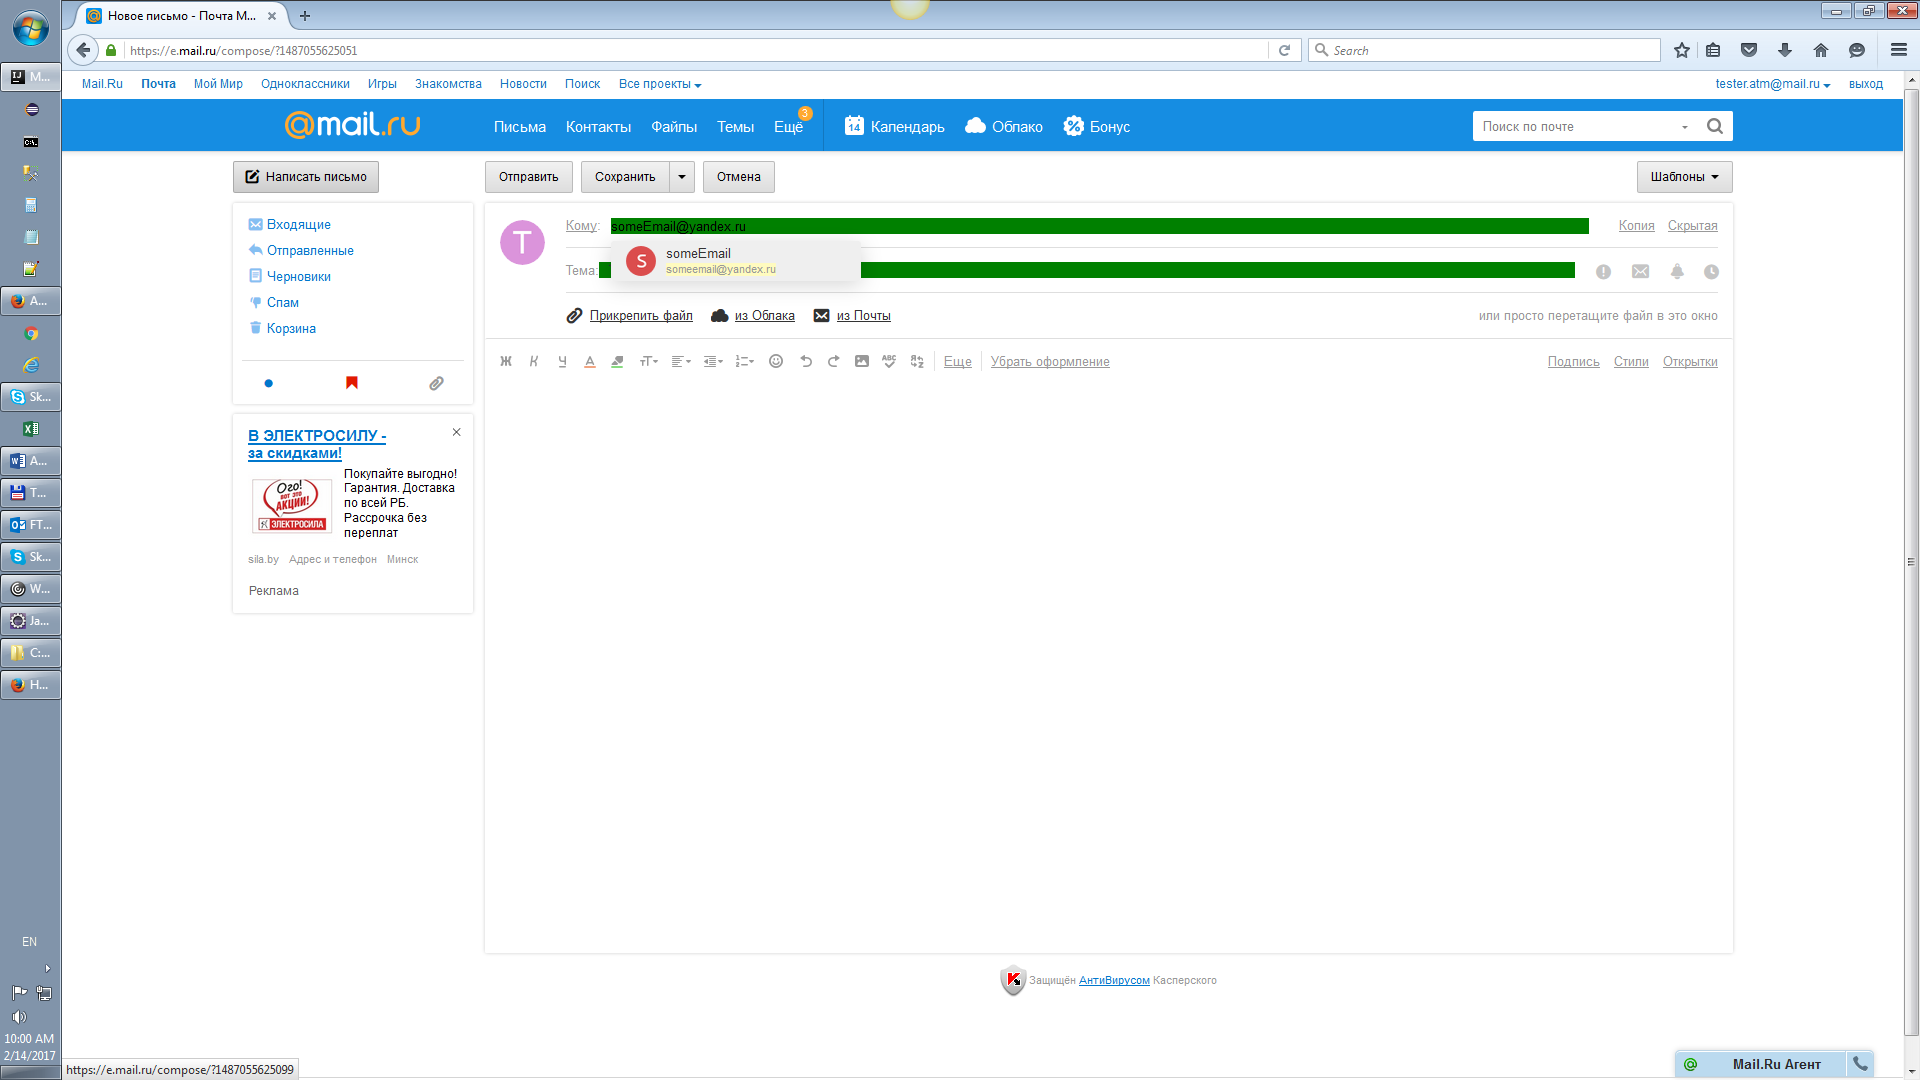 Новое письмо - Почта М...
https://e.mail.ru/compose/?1487055625051
Search
Mail.Ru Почта Мой Мир Одноклассники Игры Знакомства Новости Поиск Все проекты
tester.atm@mail.ru выход
@mail.ru
Письма Контакты Файлы Темы Ещё 3
14 Календарь Облако Бонус
Поиск по почте
Написать письмо
Отправить Сохранить Отмена Шаблоны
Входящие
Отправленные
Черновики
Спам
Корзина
В ЭЛЕКТРОСИЛУ -
за скидками!
Ого!
вот это
АКЦИИ!
ЭЛЕКТРОСИЛА
Покупайте выгодно!
Гарантия. Доставка
по всей РБ.
Рассрочка без
переплат
sila.by Адрес и телефон Минск
Реклама
T
Кому: someEmail@yandex.ru Копия Скрытая
S
someEmail
someemail@yandex.ru
Тема:
Прикрепить файл из Облака из Почты или просто перетащите файл в это окно
Ж К Ч А тТ ABC Еще Убрать оформление Подпись Стили Открытки
Защищён АнтиВирусом Касперского
M...
A...
Sk...
A...
T...
FT...
Sk...
W...
Ja...
C:...
H...
EN
10:00 AM
2/14/2017
https://e.mail.ru/compose/?1487055625099
Mail.Ru Агент